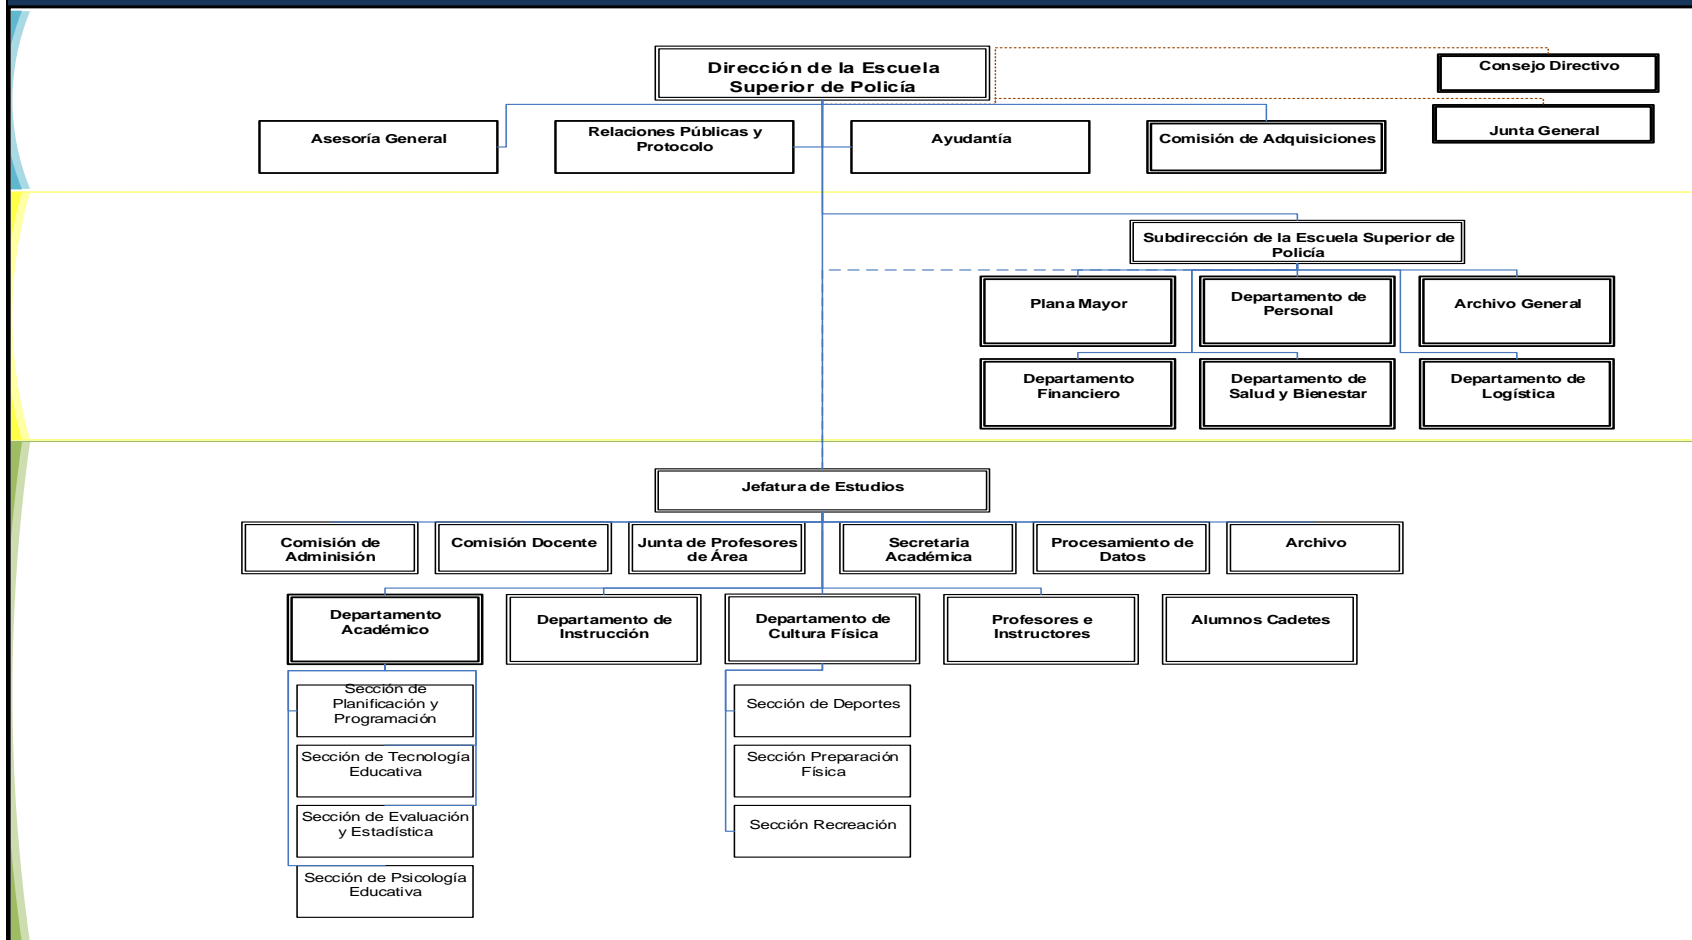 Dirección de la Escuela
Superior de Policía
Consejo Directivo
Junta General
Asesoría General
Relaciones Públicas y
Protocolo
Ayudantía
Comisión de Adquisiciones
Subdirección de la Escuela Superior de
Policía
Plana Mayor
Departamento de
Personal
Archivo General
Departamento
Financiero
Departamento de
Salud y Bienestar
Departamento de
Logística
Jefatura de Estudios
Comisión de
Adminisión
Comisión Docente
Junta de Profesores
de Área
Secretaria
Académica
Procesamiento de
Datos
Archivo
Departamento
Académico
Departamento de
Instrucción
Departamento de
Cultura Física
Profesores e
Instructores
Alumnos Cadetes
Sección de
Planificación y
Programación
Sección de Tecnología
Educativa
Sección de Evaluación
y Estadística
Sección de Psicología
Educativa
Sección de Deportes
Sección Preparación
Física
Sección Recreación